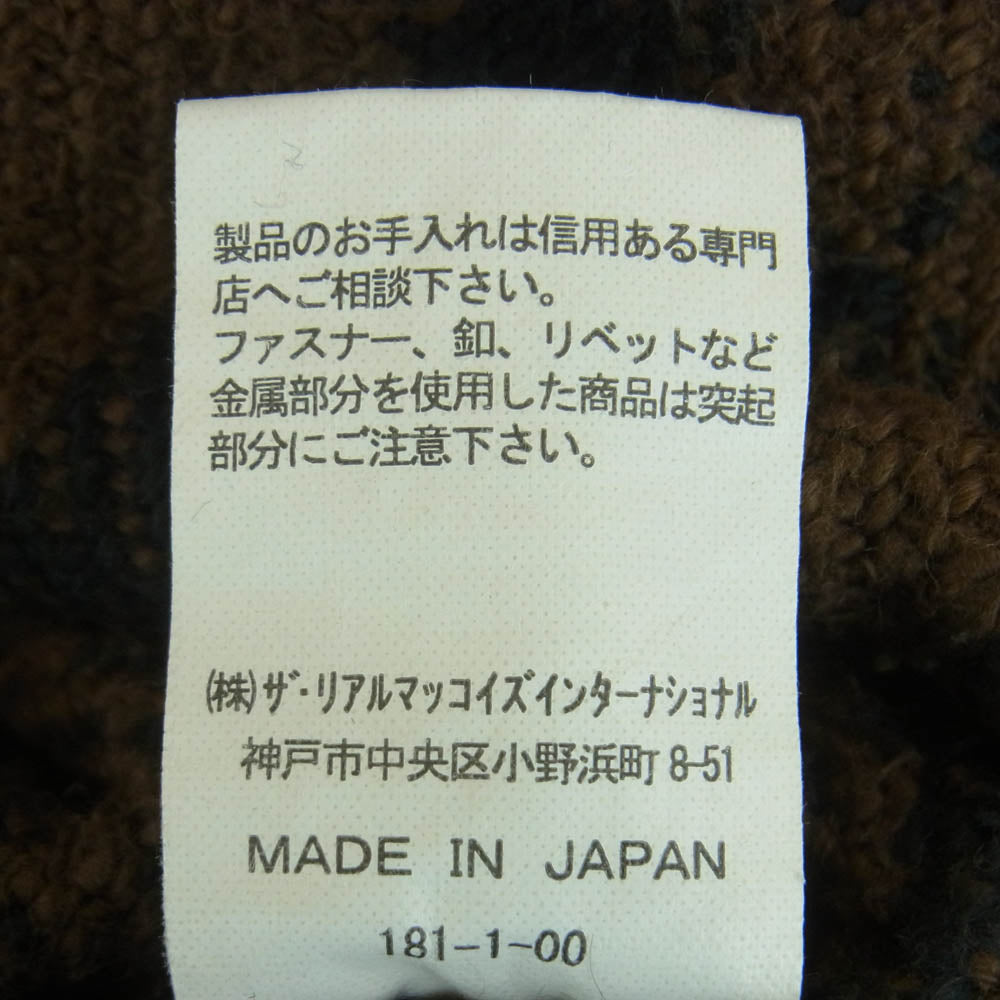 製品のお手入れは信用ある専門
店へご相談下さい。
ファスナー、釦、リベットなど
金属部分を使用した商品は突起
部分にご注意下さい。
(株)ザ・リアルマッコイズインターナショナル
神戸市中央区小野浜町 8-51
MADE IN JAPAN
181-1-00